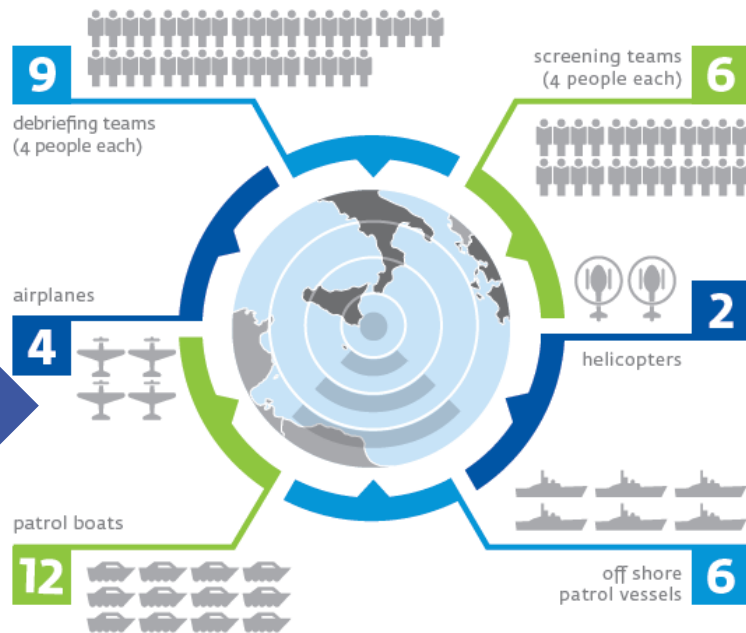 9
debriefing teams
(4 people each)
screening teams
(4 people each)
6
airplanes
4
2
helicopters
patrol boats
12
off shore
patrol vessels
6